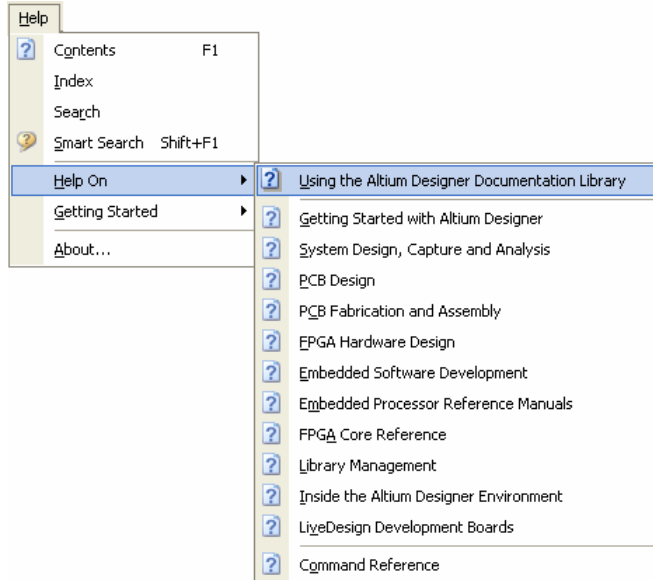 Help
Contents F1
Index
Search
Smart Search Shift+F1
Help On
Getting Started
About...
Using the Altium Designer Documentation Library
Getting Started with Altium Designer
System Design, Capture and Analysis
PCB Design
PCB Fabrication and Assembly
FPGA Hardware Design
Embedded Software Development
Embedded Processor Reference Manuals
FPGA Core Reference
Library Management
Inside the Altium Designer Environment
LiveDesign Development Boards
Command Reference